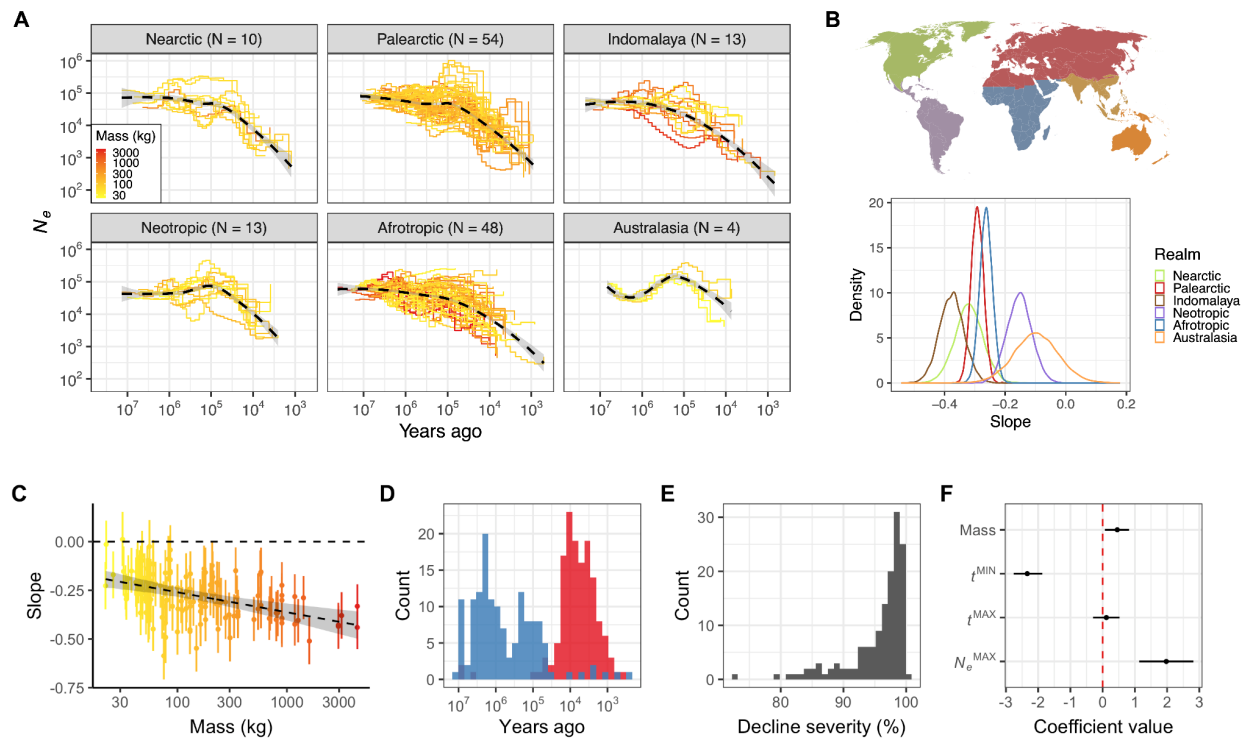 A
B
Nearctic (N = 10)
Palearctic (N = 54)
Indomalaya (N = 13)
10⁶
10⁵
10⁴
10³
10²
Mass (kg)
3000
1000
300
100
30
Nₑ
Neotropic (N = 13)
Afrotropic (N = 48)
Australasia (N = 4)
10⁶
10⁵
10⁴
10³
10²
10⁷ 10⁶ 10⁵ 10⁴ 10³
10⁷ 10⁶ 10⁵ 10⁴ 10³
10⁷ 10⁶ 10⁵ 10⁴ 10³
Years ago
20
15
10
5
0
Density
−0.4 −0.2 0.0 0.2
Slope
Realm
Nearctic
Palearctic
Indomalaya
Neotropic
Afrotropic
Australasia
C
0.00
-0.25
-0.50
-0.75
Slope
30 100 300 1000 3000
Mass (kg)
D
20
15
10
5
0
Count
10⁷ 10⁶ 10⁵ 10⁴ 10³
Years ago
E
30
20
10
0
Count
80 90 100
Decline severity (%)
F
Mass
tᴹᴵᴺ
tᴹᴬˣ
Nₑᴹᴬˣ
-3 -2 -1 0 1 2 3
Coefficient value